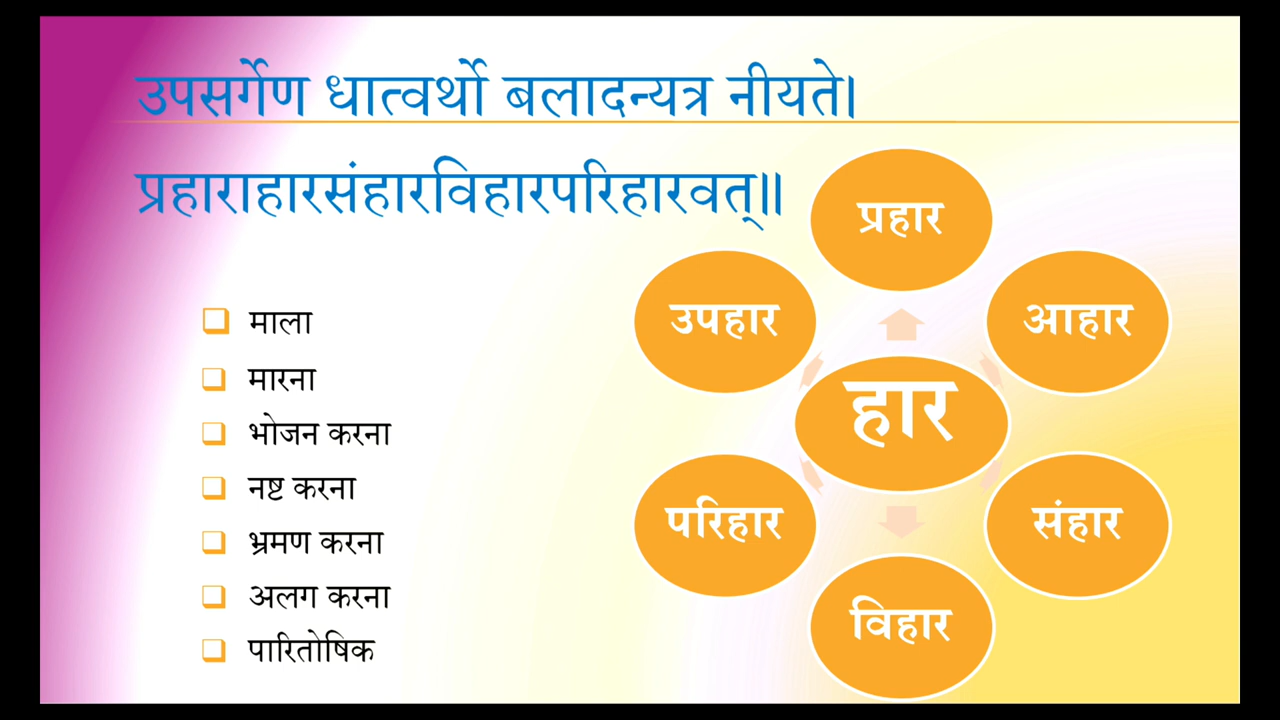 उपसर्गेण धात्वर्थो बलादन्यत्र नीयते।
प्रहाराहारसंहारविहारपरिहारवत्॥
माला
मारना
भोजन करना
नष्ट करना
भ्रमण करना
अलग करना
पारितोषिक
हार
प्रहार
आहार
संहार
विहार
परिहार
उपहार